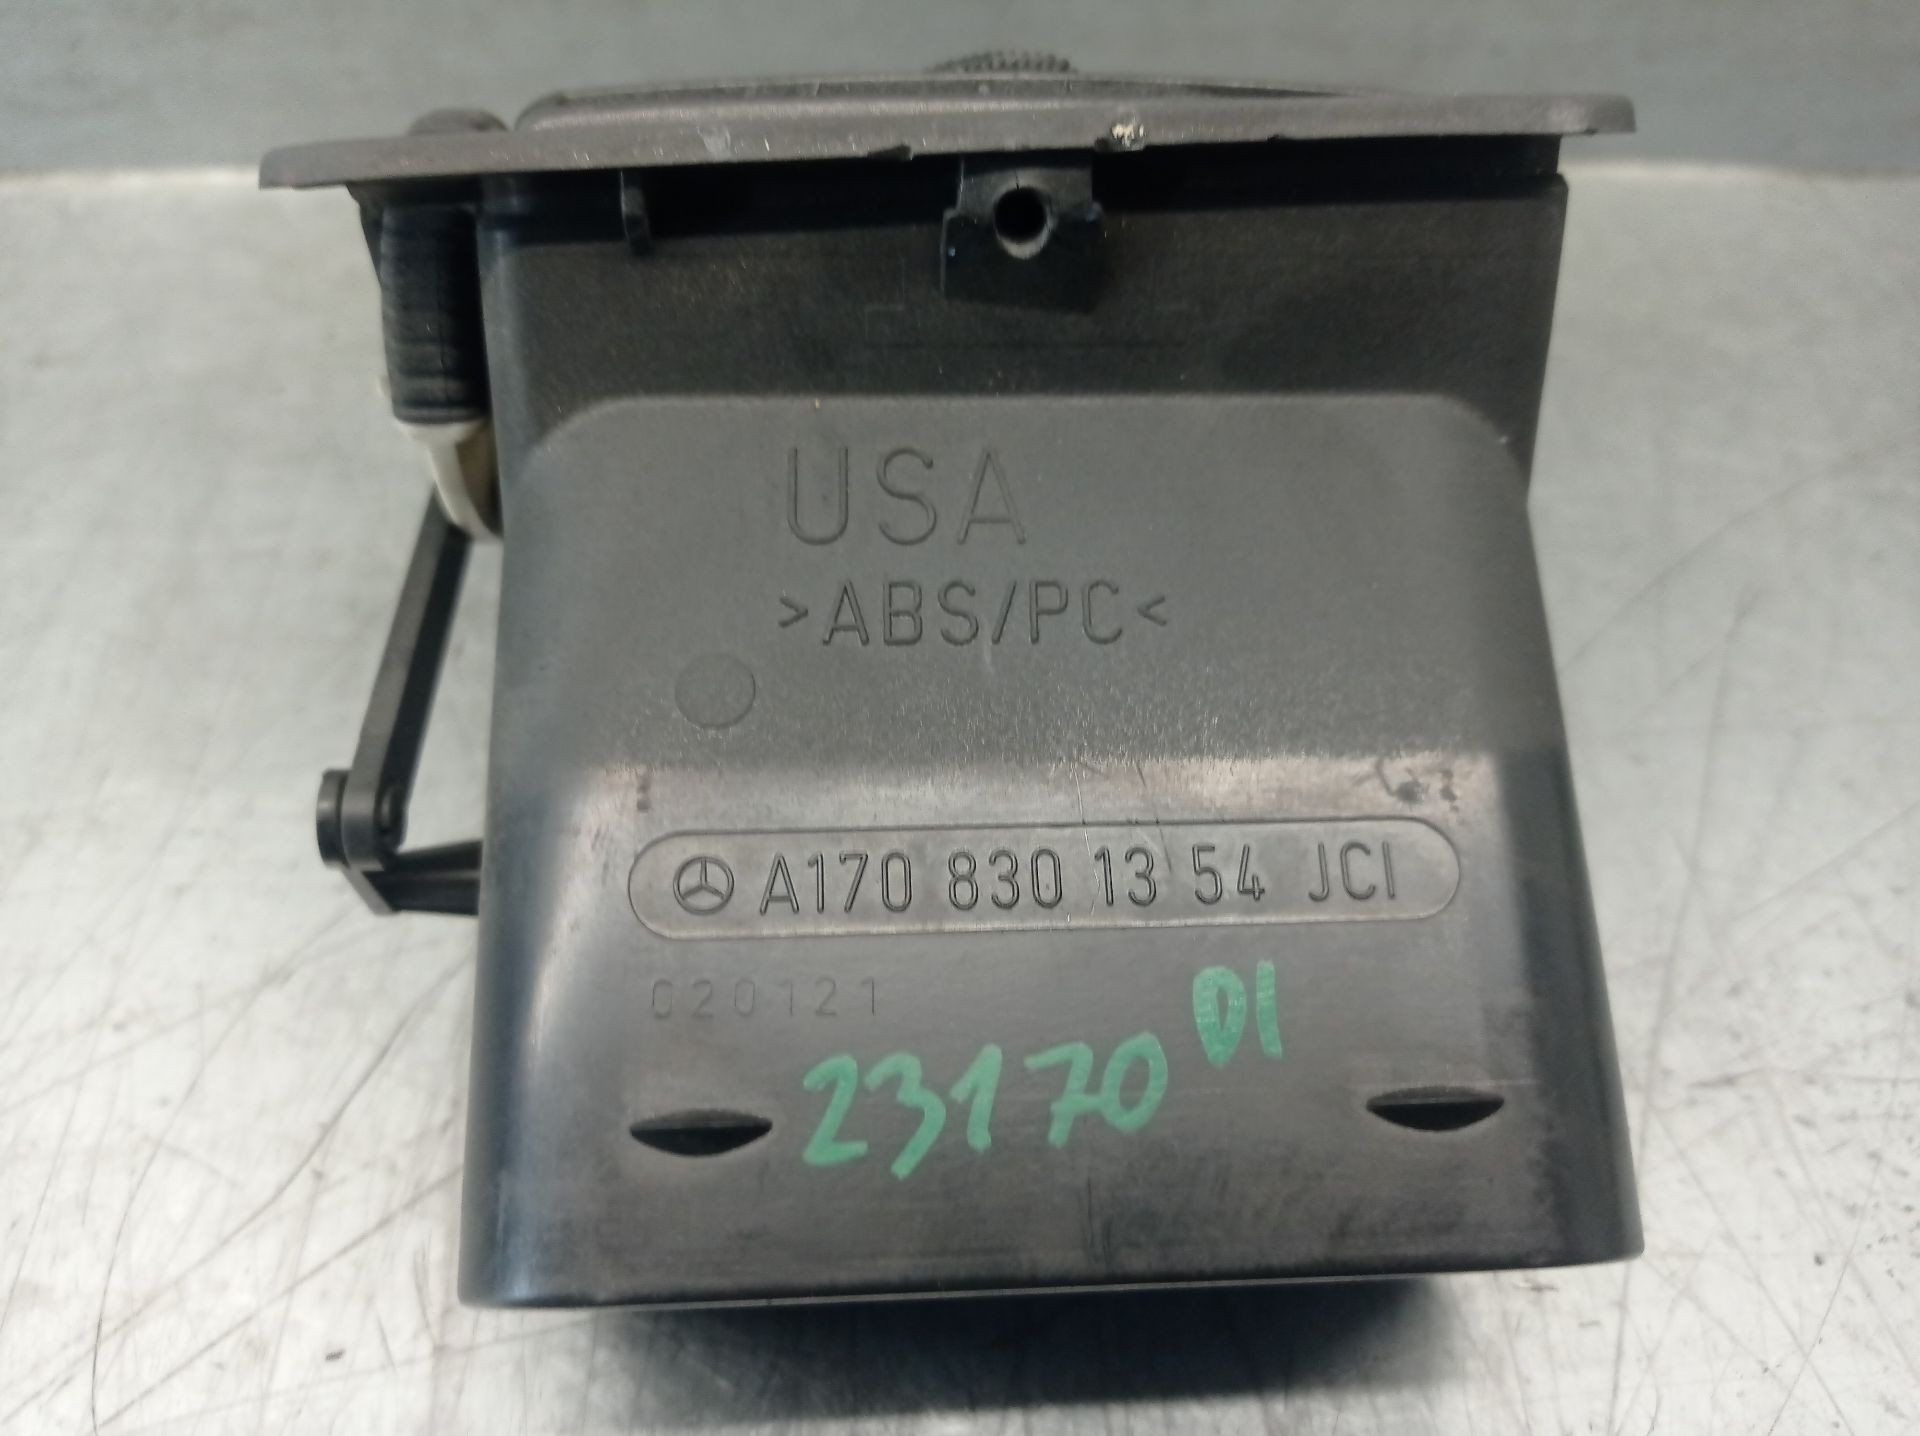 USA
>ABS/PC<
A170 830 13 54 JCI
020121
23170 DI